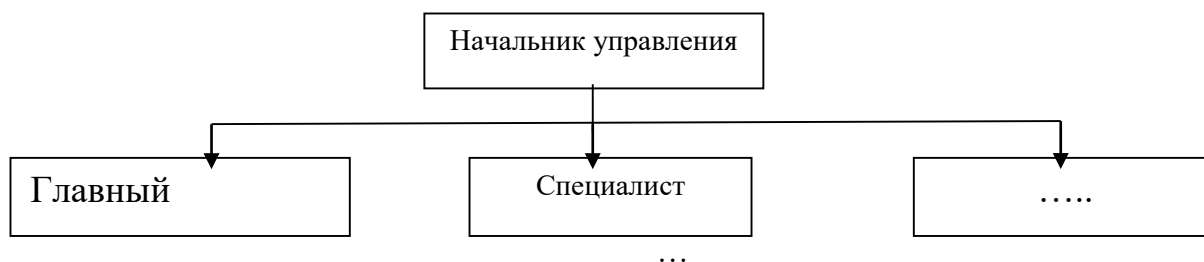 Начальник управления
Главный
Специалист
…..
…